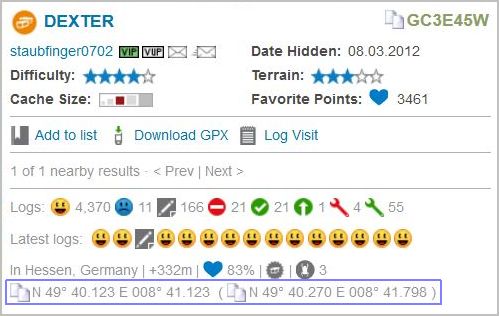 DEXTER GC3E45W
staubfinger0702 VIP VUP Date Hidden: 08.03.2012
Difficulty: Terrain:
Cache Size: Favorite Points: 3461
Add to list Download GPX Log Visit
1 of 1 nearby results · < Prev | Next >
Logs: 4,370 11 166 21 21 1 4 55
Latest logs:
In Hessen, Germany | +332m | 83% | | 3
N 49° 40.123 E 008° 41.123 ( N 49° 40.270 E 008° 41.798 )